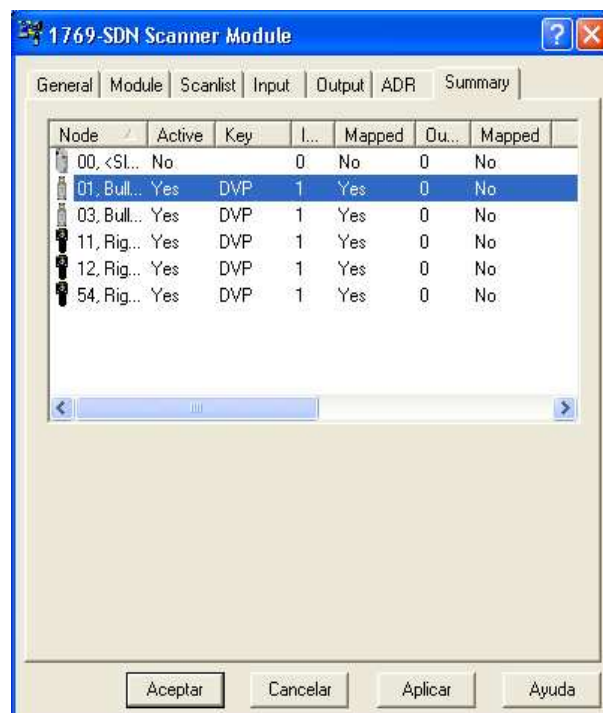 1769-SDN Scanner Module
General Module Scanlist Input Output ADR Summary
Node Active Key I... Mapped Ou... Mapped
00, <Sl... No 0 No 0 No
01, Bull... Yes DVP 1 Yes 0 No
03, Bull... Yes DVP 1 Yes 0 No
11, Rig... Yes DVP 1 Yes 0 No
12, Rig... Yes DVP 1 Yes 0 No
54, Rig... Yes DVP 1 Yes 0 No
Aceptar Cancelar Aplicar Ayuda